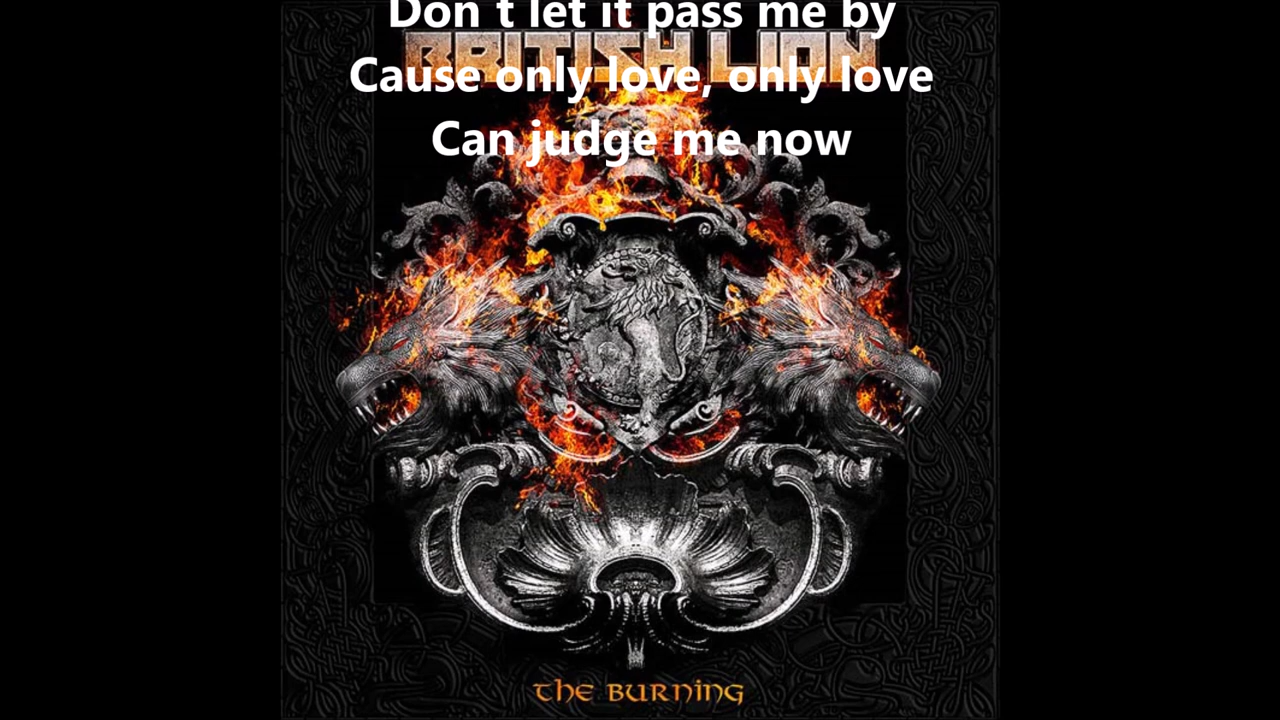 Don't let it pass me by
BRITISH LION
Cause only love, only love
Can judge me now
the burning